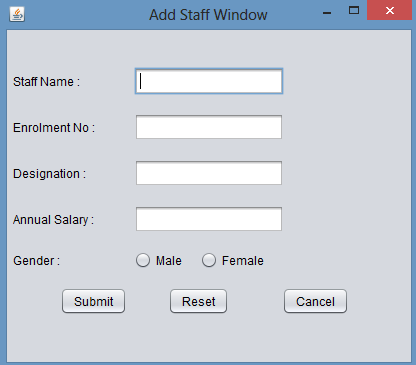 Add Staff Window
Staff Name :
Enrolment No :
Designation :
Annual Salary :
Gender : Male Female
Submit Reset Cancel